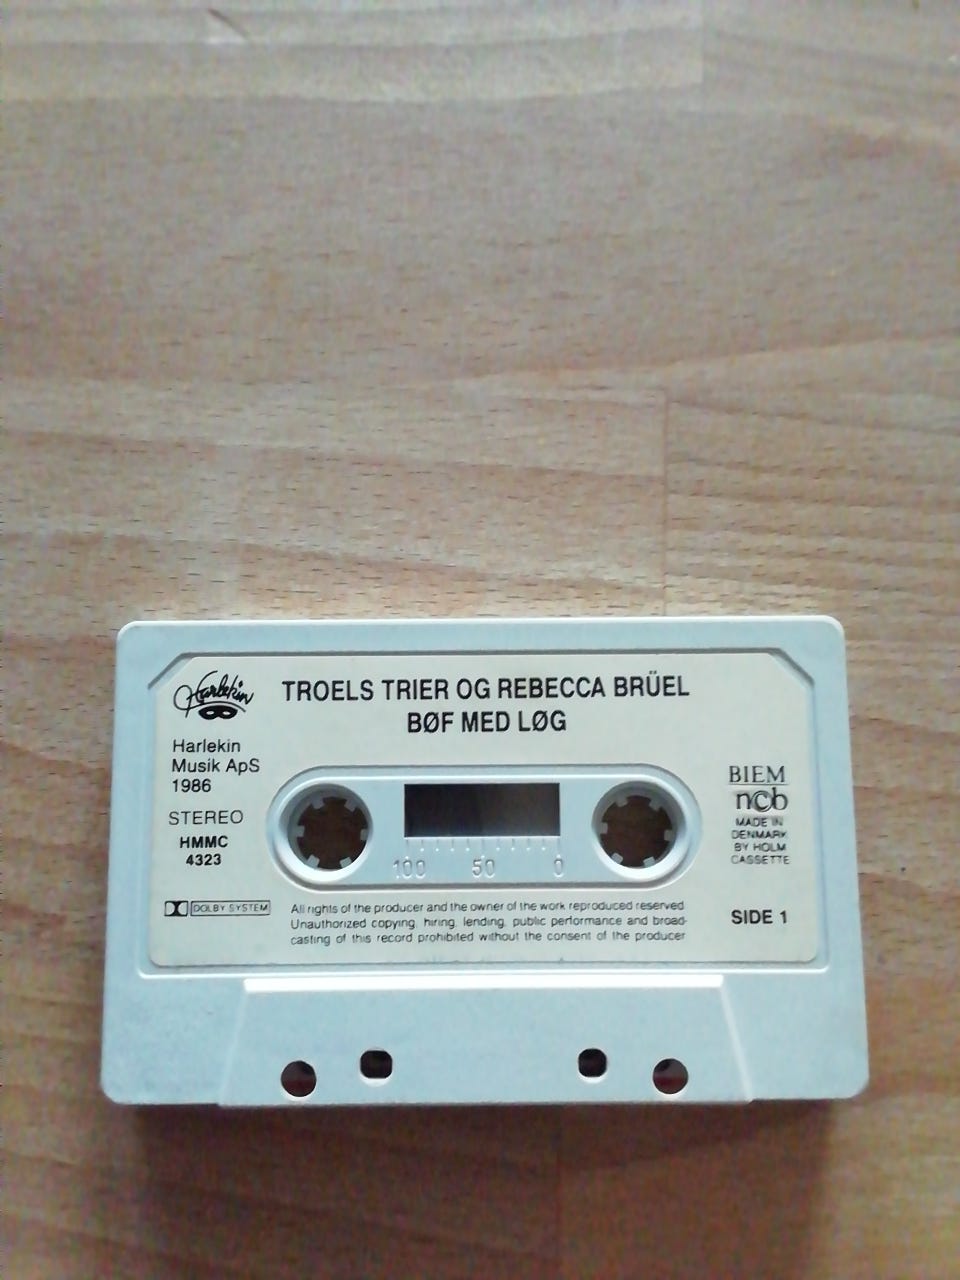 Harlekin
TROELS TRIER OG REBECCA BRÜEL
BØF MED LØG
Harlekin
Musik ApS
1986
STEREO
HMMC
4323
DOLBY SYSTEM
100 50 0
BIEM
n©b
MADE IN
DENMARK
BY HOLM
CASSETTE
SIDE 1
All rights of the producer and the owner of the work reproduced reserved
Unauthorized copying, hiring, lending, public performance and broad-
casting of this record prohibited without the consent of the producer